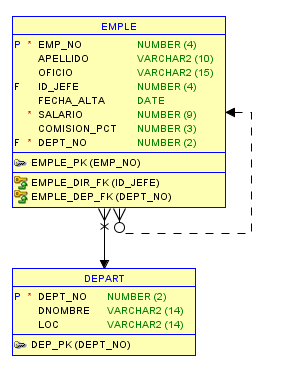 EMPLE
P * EMP_NO NUMBER (4)
APELLIDO VARCHAR2 (10)
OFICIO VARCHAR2 (15)
F ID_JEFE NUMBER (4)
FECHA_ALTA DATE
* SALARIO NUMBER (9)
COMISION_PCT NUMBER (3)
F * DEPT_NO NUMBER (2)
EMPLE_PK (EMP_NO)
EMPLE_DIR_FK (ID_JEFE)
EMPLE_DEP_FK (DEPT_NO)
DEPART
P * DEPT_NO NUMBER (2)
DNOMBRE VARCHAR2 (14)
LOC VARCHAR2 (14)
DEP_PK (DEPT_NO)